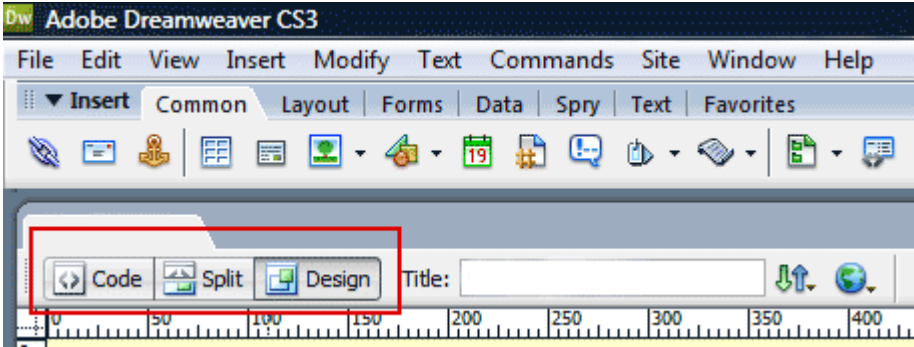 Dw Adobe Dreamweaver CS3
File Edit View Insert Modify Text Commands Site Window Help
Insert Common Layout Forms Data Spry Text Favorites
19
Code Split Design Title:
0 50 100 150 200 250 300 350 400